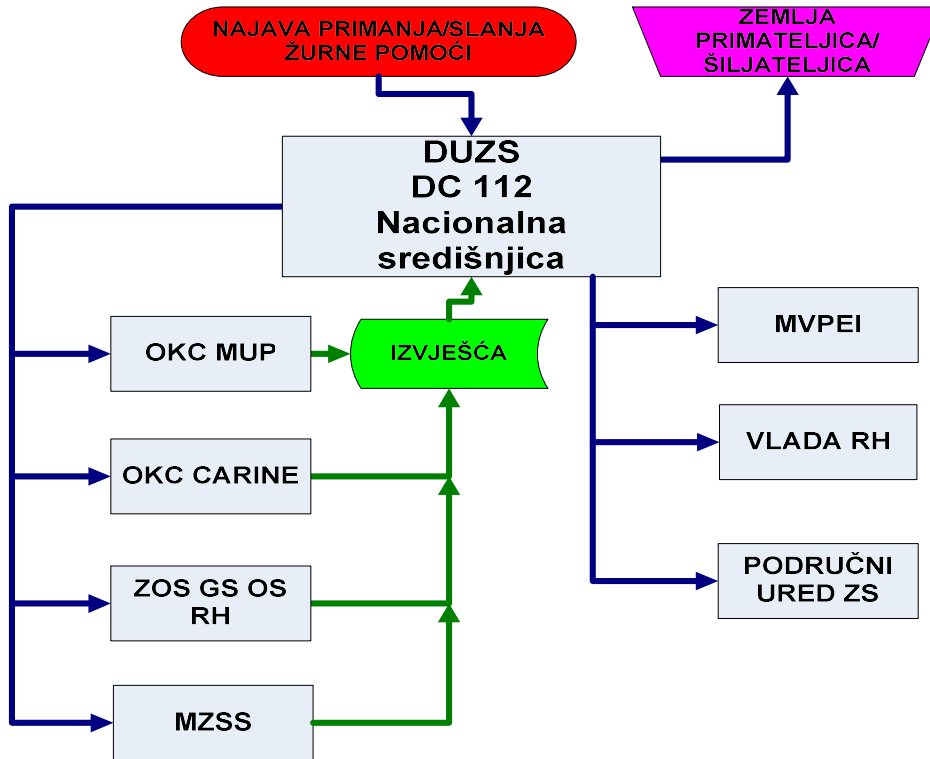 NAJAVA PRIMANJA/SLANJA
ŽURNE POMOĆI
ZEMLJA
PRIMATELJICA/
ŠILJATELJICA
DUZS
DC 112
Nacionalna
središnjica
OKC MUP
IZVJEŠĆA
MVPEI
OKC CARINE
VLADA RH
ZOS GS OS
RH
PODRUČNI
URED ZS
MZSS